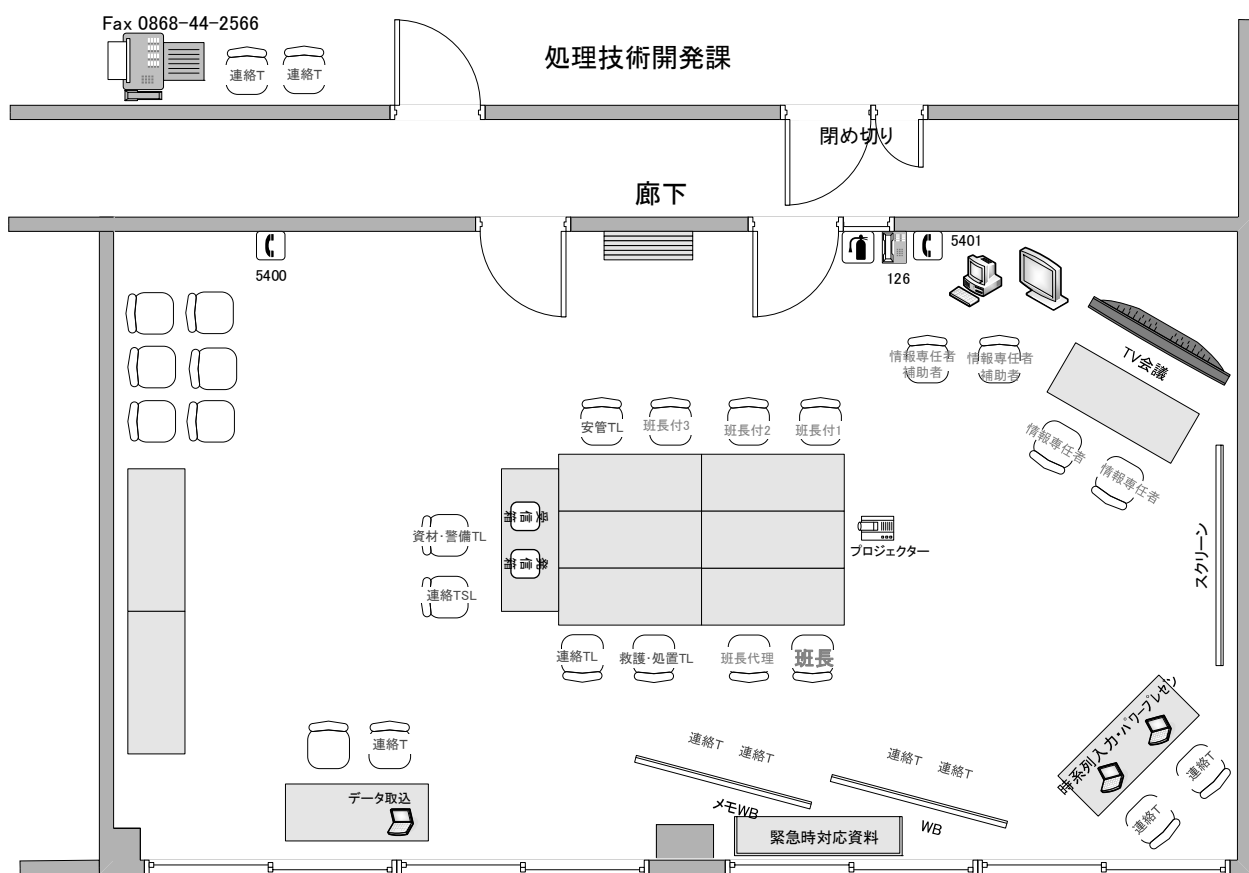 Fax 0868-44-2566
処理技術開発課
連絡T
連絡T
閉め切り
廊下
5400
126
5401
情報専任者
補助者
情報専任者
補助者
TV会議
情報専任者
情報専任者
安管TL
班長付3
班長付2
班長付1
受信箱
発信箱
資材・警備TL
連絡TSL
プロジェクター
スクリーン
連絡TL
救護・処置TL
班長代理
班長
時系列入力・パワープレゼン
連絡T
連絡T
連絡T
データ取込
連絡T
連絡T
メモWB
連絡T
連絡T
WB
緊急時対応資料